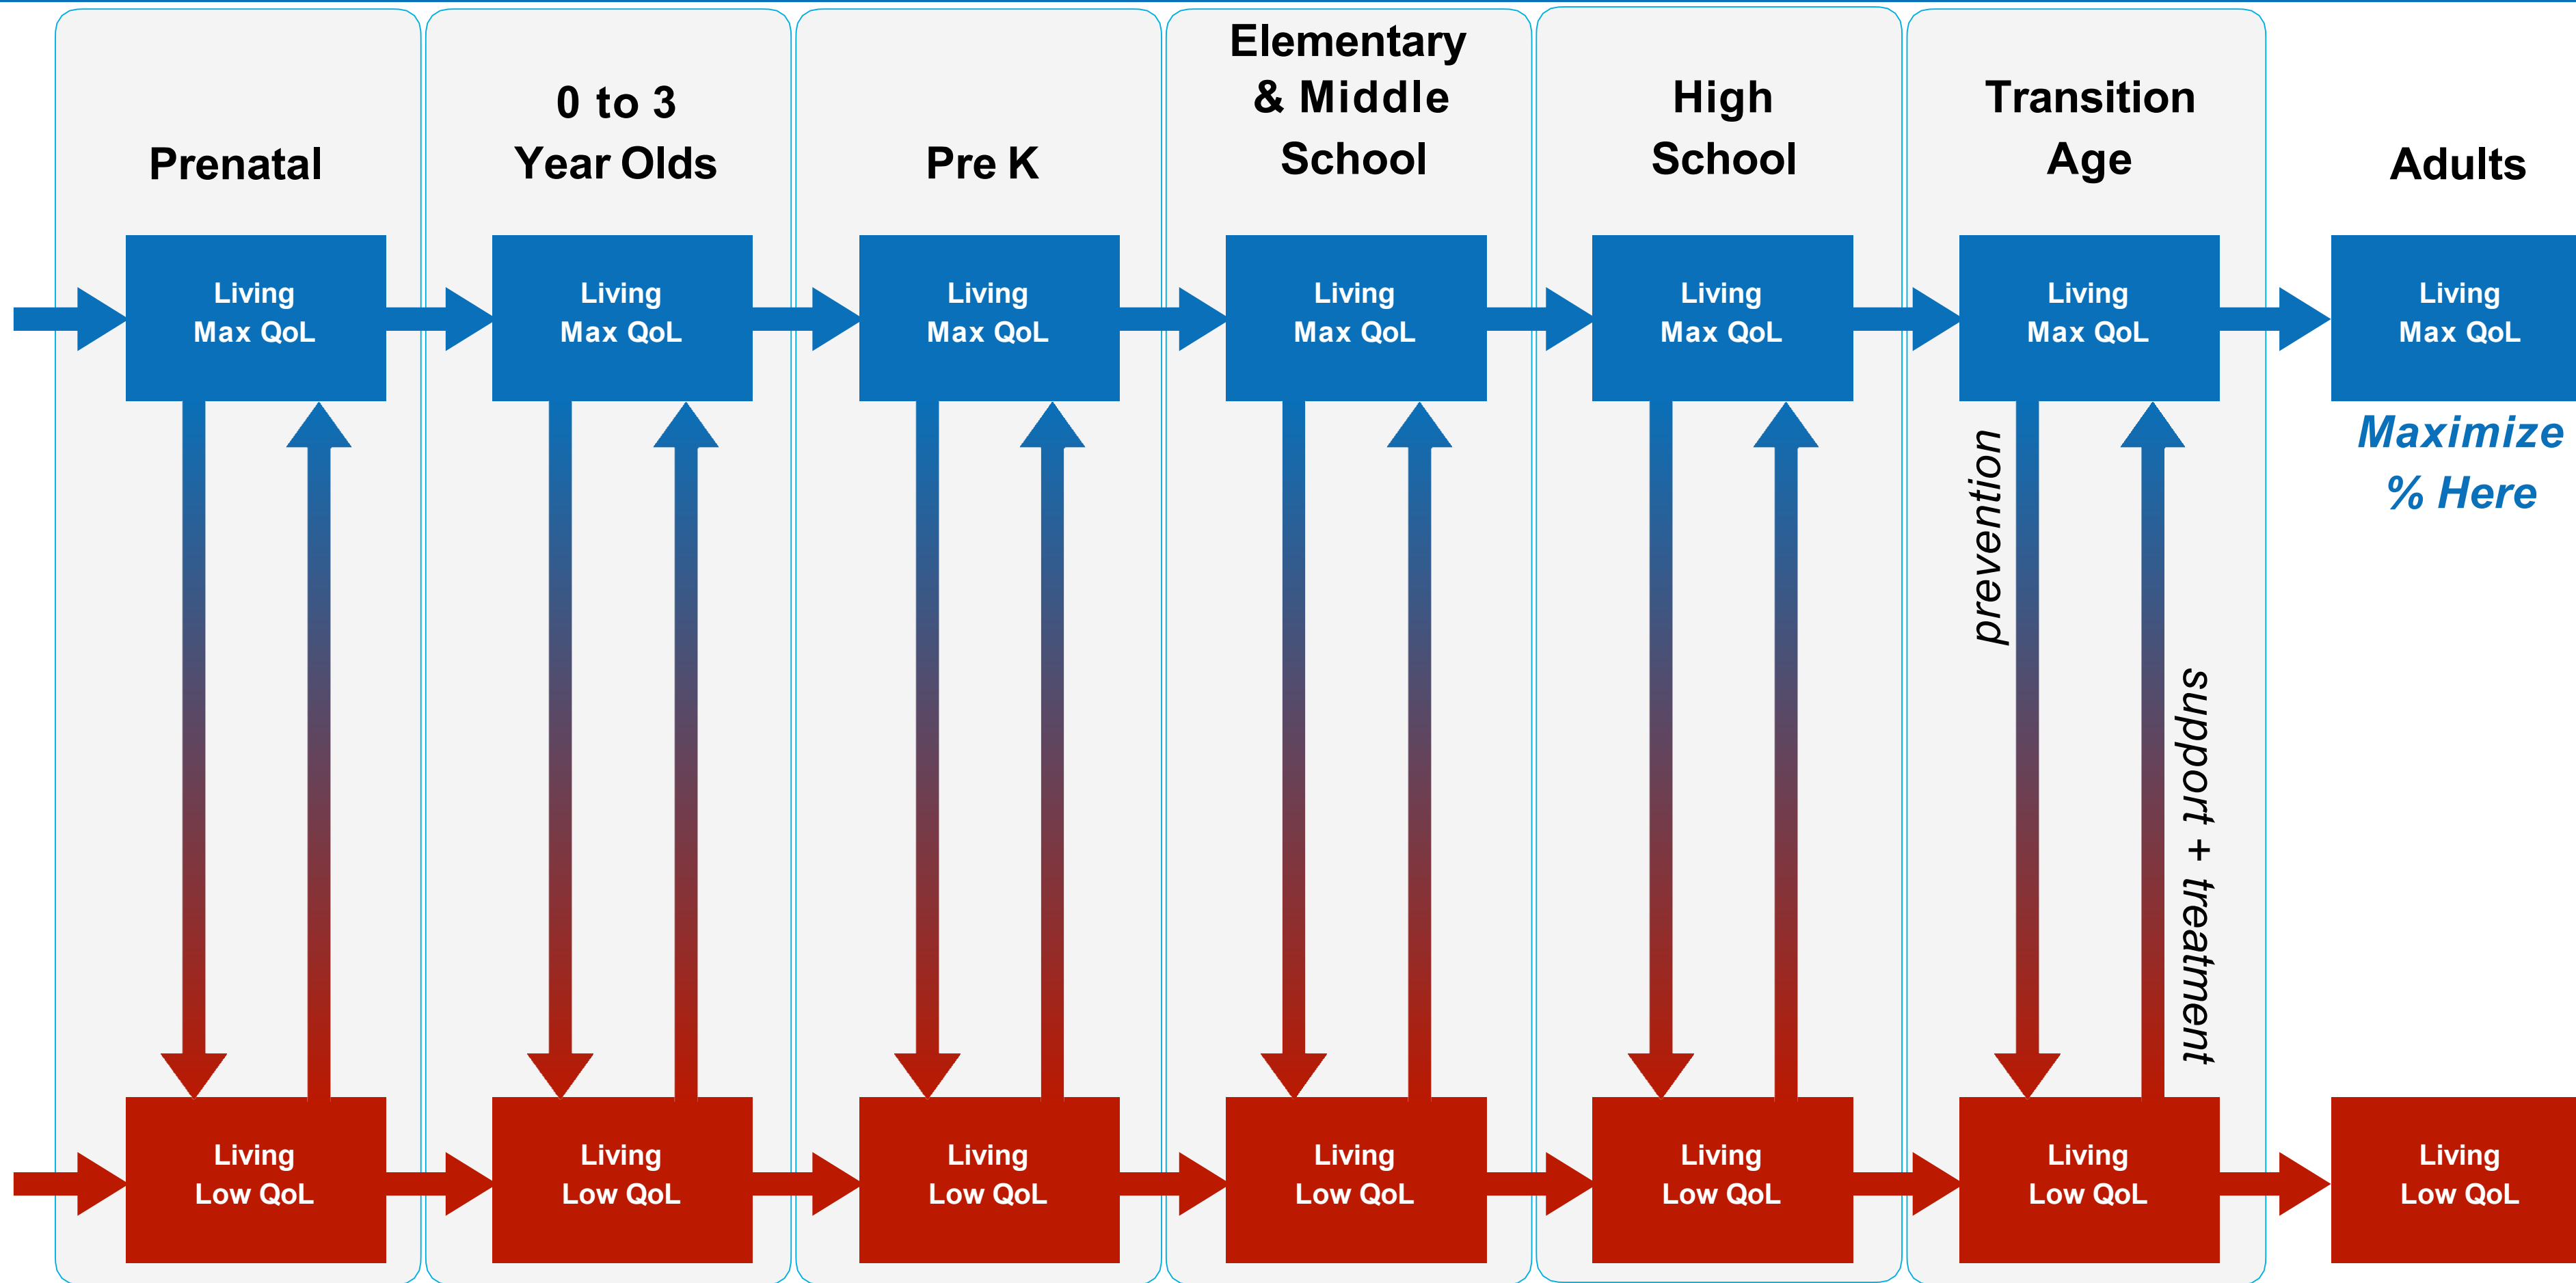 Prenatal
0 to 3
Year Olds
Pre K
Elementary
& Middle
School
High
School
Transition
Age
Adults
Living
Max QoL
Living
Max QoL
Living
Max QoL
Living
Max QoL
Living
Max QoL
Living
Max QoL
Living
Max QoL
Maximize
% Here
prevention
support + treatment
Living
Low QoL
Living
Low QoL
Living
Low QoL
Living
Low QoL
Living
Low QoL
Living
Low QoL
Living
Low QoL